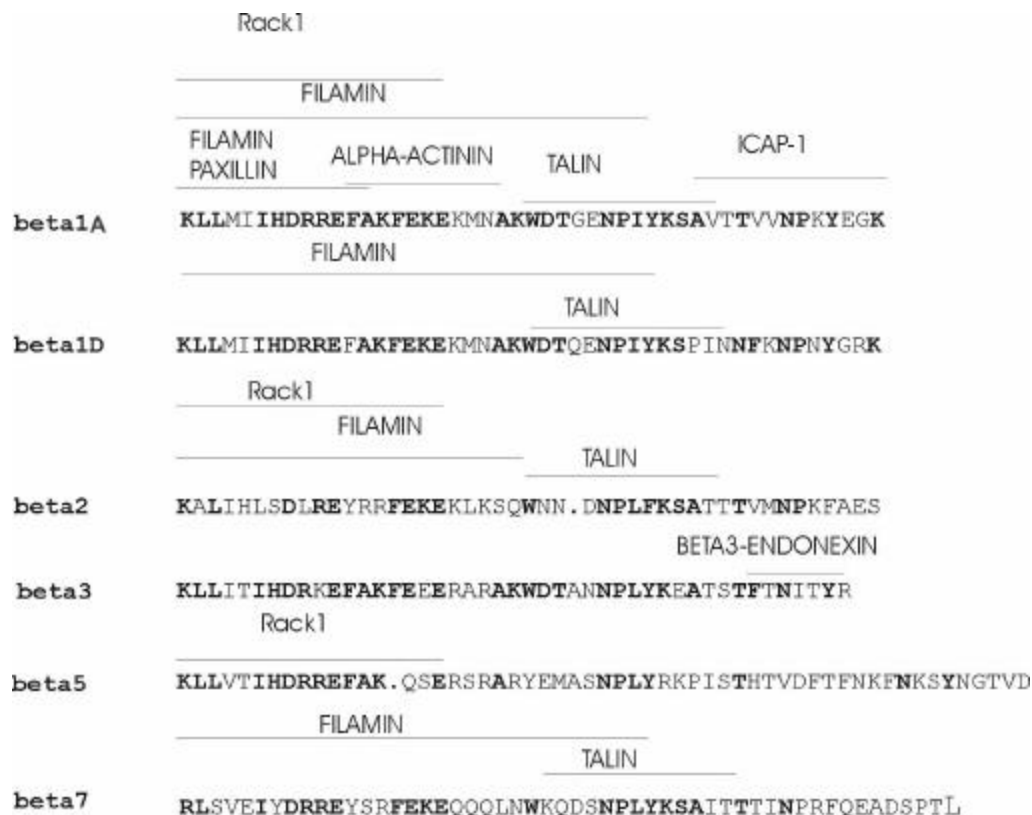 Rack1
FILAMIN
FILAMIN
PAXILLIN
ALPHA-ACTININ
TALIN
ICAP-1
beta1A KLLMIIHDRREFAKFEKEKMNAKWDTGENPIYKSAVTTVVNPKYEGK
FILAMIN
TALIN
beta1D KLLMIIHDRREFAKFEKEKMNAKWDTQENPIYKSPINNFKNPNYGRK
Rack1
FILAMIN
TALIN
beta2 KALIHLSDLREYRRFEKEKLKSQWNN.DNPLFKSATTTVMNPKFAES
BETA3-ENDONEXIN
beta3 KLLITIHDRKEFAKFEEERARAKWDTANNPLYKEATSTFTNITYR
Rack1
beta5 KLLVTIHDRREFAK.QSERSRARYEMASNPLYRKPISTHTVDFTFNKFNKSYNGTVD
FILAMIN
TALIN
beta7 RLSVEIYDRREYSRFEKEQQQLNWKQDSNPLYKSAITTTINPRFQEADSPTL